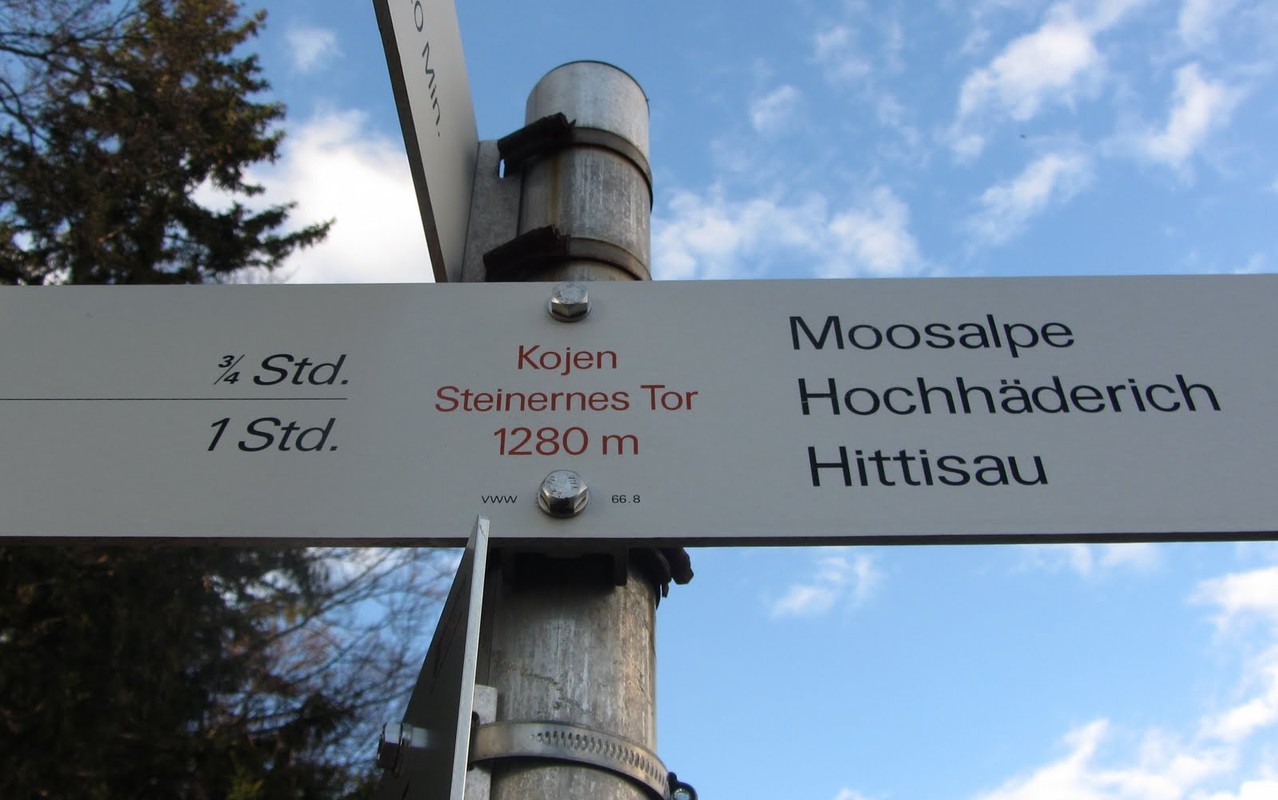 Min.
¾ Std.
1 Std.
Kojen
Steinernes Tor
1280 m
VWW 66.8
Moosalpe
Hochhäderich
Hittisau